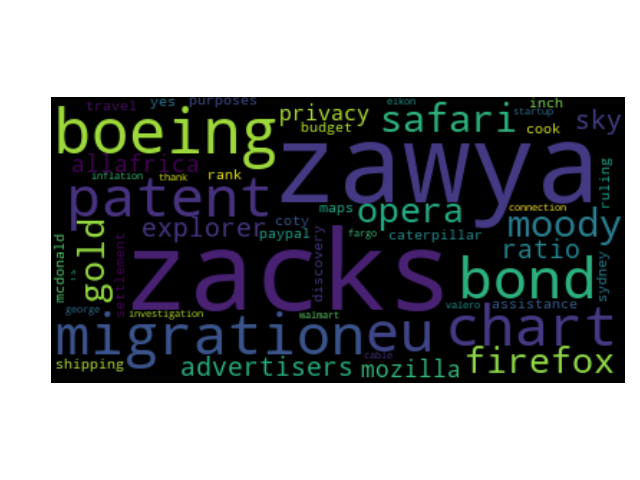 travel yes purposes eikon inch
boeing privacy safari startup sky
budget cook
allafrica zawya
inflation thank rank ruling
patent maps opera connection moody
explorer coty
paypal fargo caterpillar ratio
mcdonald gold settlement zacks discovery bond sydney
george investigation walmart valero assistance
migration eu chart
cable
shipping advertisers mozilla firefox